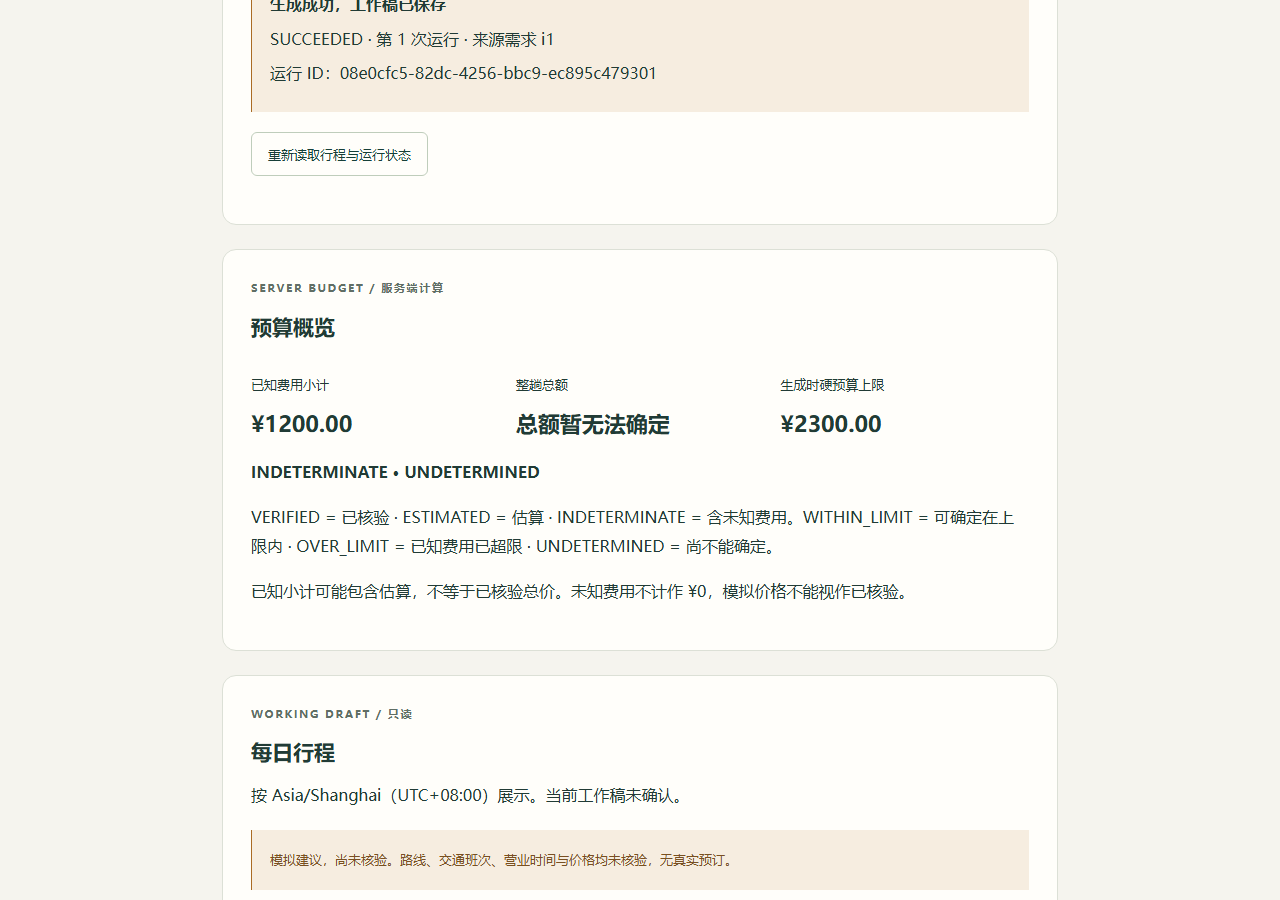 生成成功，工作稿已保存
SUCCEEDED · 第 1 次运行 · 来源需求 i1
运行 ID：08e0cfc5-82dc-4256-bbc9-ec895c479301
重新读取行程与运行状态
SERVER BUDGET / 服务端计算
预算概览
已知费用小计
¥1200.00
整趟总额
总额暂无法确定
生成时硬预算上限
¥2300.00
INDETERMINATE • UNDETERMINED
VERIFIED = 已核验 · ESTIMATED = 估算 · INDETERMINATE = 含未知费用。WITHIN_LIMIT = 可确定在上
限内 · OVER_LIMIT = 已知费用已超限 · UNDETERMINED = 尚不能确定。
已知小计可能包含估算，不等于已核验总价。未知费用不计作 ¥0，模拟价格不能视作已核验。
WORKING DRAFT / 只读
每日行程
按 Asia/Shanghai（UTC+08:00）展示。当前工作稿未确认。
模拟建议，尚未核验。路线、交通班次、营业时间与价格均未核验，无真实预订。